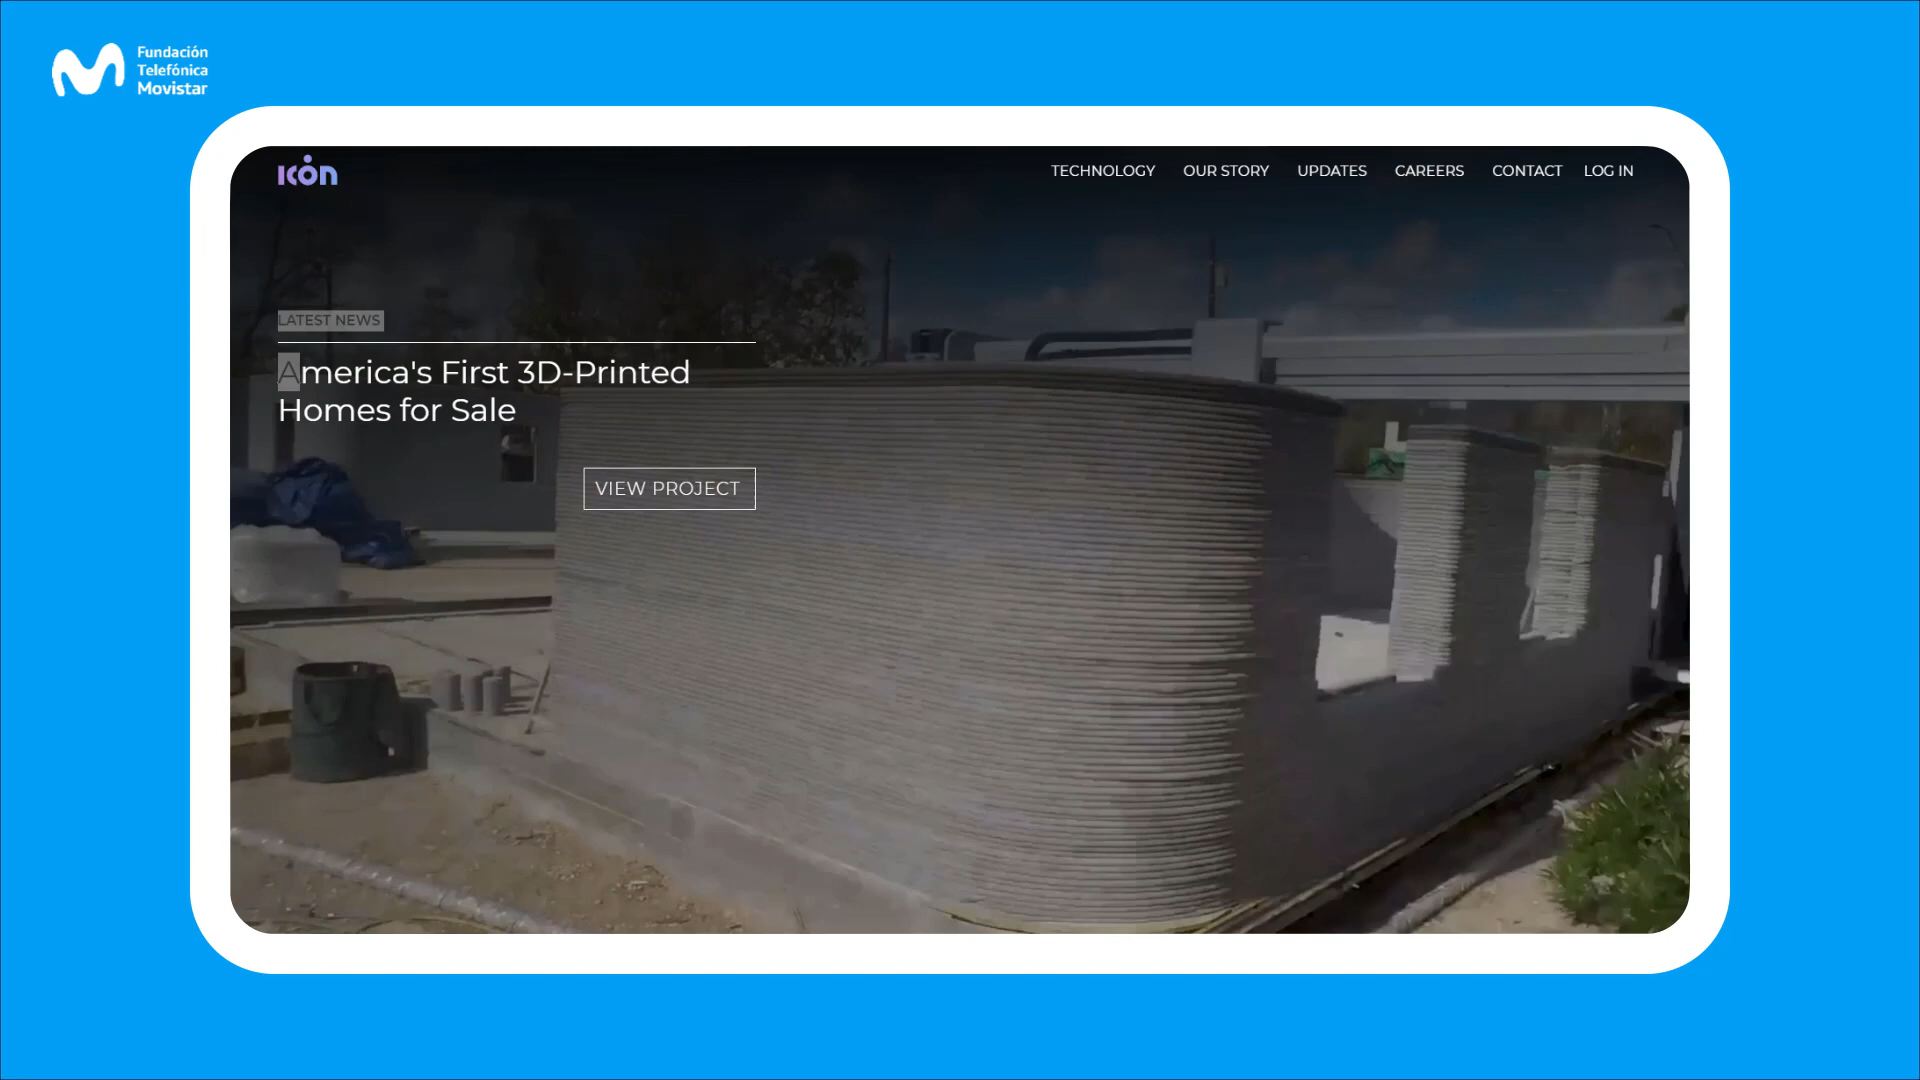 Fundación
Telefónica
Movistar
ICON
TECHNOLOGY OUR STORY UPDATES CAREERS CONTACT LOG IN
LATEST NEWS
America's First 3D-Printed
Homes for Sale
VIEW PROJECT